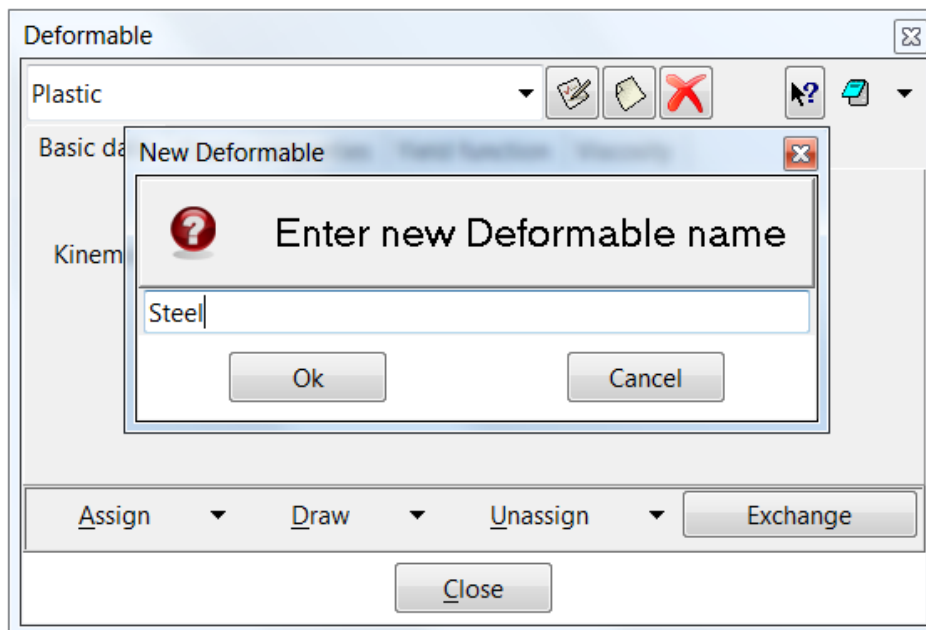 Deformable
Plastic
Basic da
New Deformable
Enter new Deformable name
Kinem
Steel
Ok Cancel
Assign Draw Unassign Exchange
Close